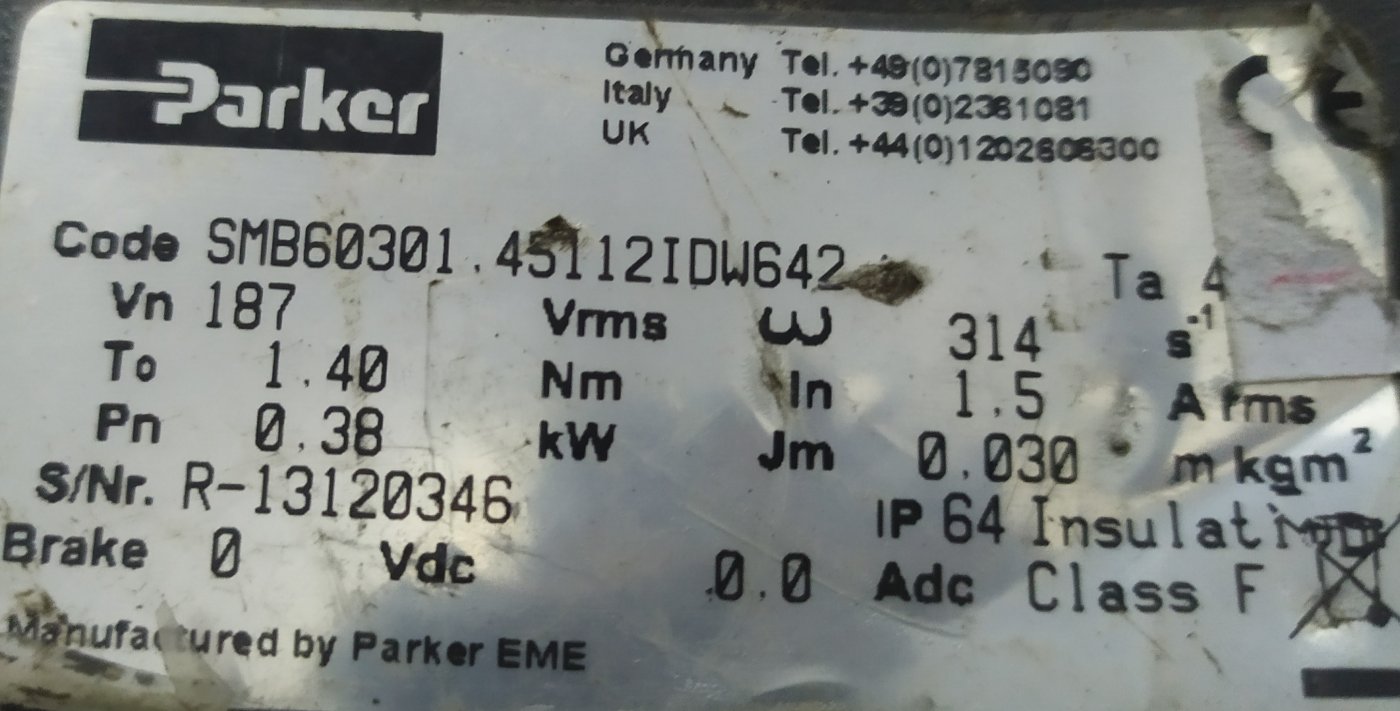 Parker
Germany Tel. +49(0)7815090
Italy Tel. +39(0)2361081
UK Tel. +44(0)1202606300
CE
Code SMB60301.45112IDW642 Ta 4
Vn 187 Vrms ω 314 s⁻¹
To 1.40 Nm In 1.5 A rms
Pn 0.38 kW Jm 0.030 m kgm²
S/Nr. R-13120346 IP 64 Insulation
Brake 0 Vdc 0.0 Adc Class F
Manufactured by Parker EME